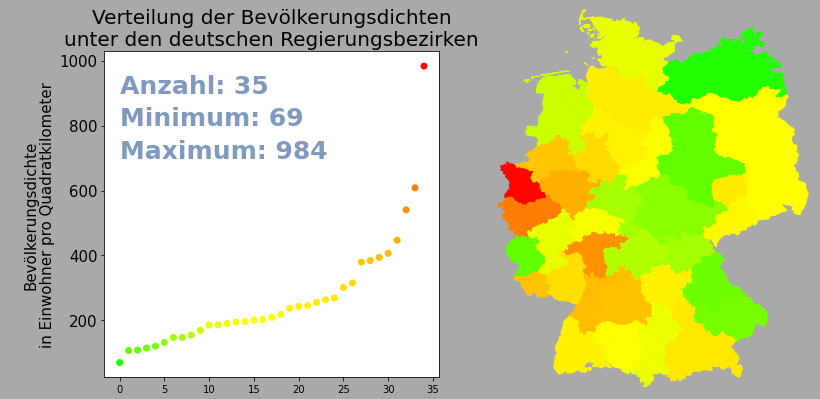 Verteilung der Bevölkerungsdichten
unter den deutschen Regierungsbezirken
Bevölkerungsdichte
in Einwohner pro Quadratkilometer
1000
800
600
400
200
Anzahl: 35
Minimum: 69
Maximum: 984
0 5 10 15 20 25 30 35